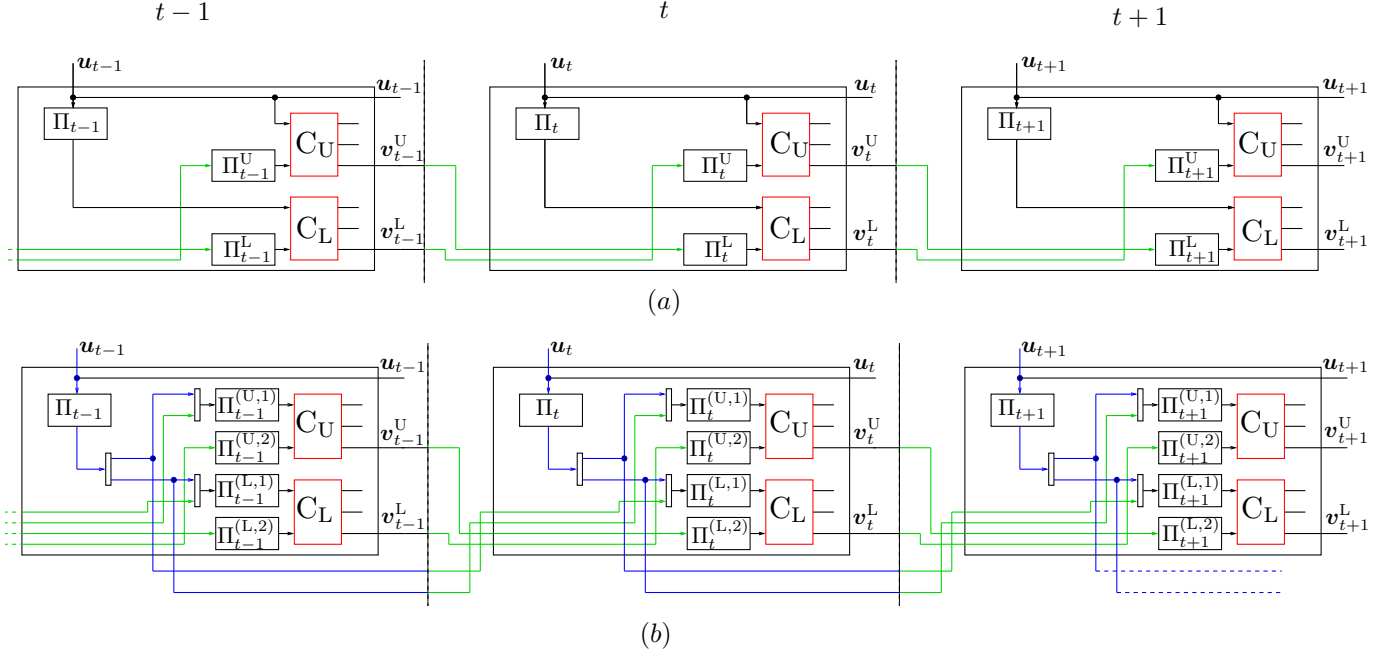 t − 1 t t + 1
u_{t−1} u_t u_{t+1}
u_{t−1} u_t u_{t+1}
Π_{t−1} Π_t Π_{t+1}
C_U C_U C_U
v^U_{t−1} v^U_t v^U_{t+1}
Π^U_{t−1} Π^U_t Π^U_{t+1}
C_L C_L C_L
v^L_{t−1} v^L_t v^L_{t+1}
Π^L_{t−1} Π^L_t Π^L_{t+1}
(a)
u_{t−1} u_t u_{t+1}
u_{t−1} u_t u_{t+1}
Π_{t−1} Π^{(U,1)}_{t−1} Π_t Π^{(U,1)}_t Π_{t+1} Π^{(U,1)}_{t+1}
C_U C_U C_U
v^U_{t−1} v^U_t v^U_{t+1}
Π^{(U,2)}_{t−1} Π^{(U,2)}_t Π^{(U,2)}_{t+1}
Π^{(L,1)}_{t−1} Π^{(L,1)}_t Π^{(L,1)}_{t+1}
C_L C_L C_L
v^L_{t−1} v^L_t v^L_{t+1}
Π^{(L,2)}_{t−1} Π^{(L,2)}_t Π^{(L,2)}_{t+1}
(b)